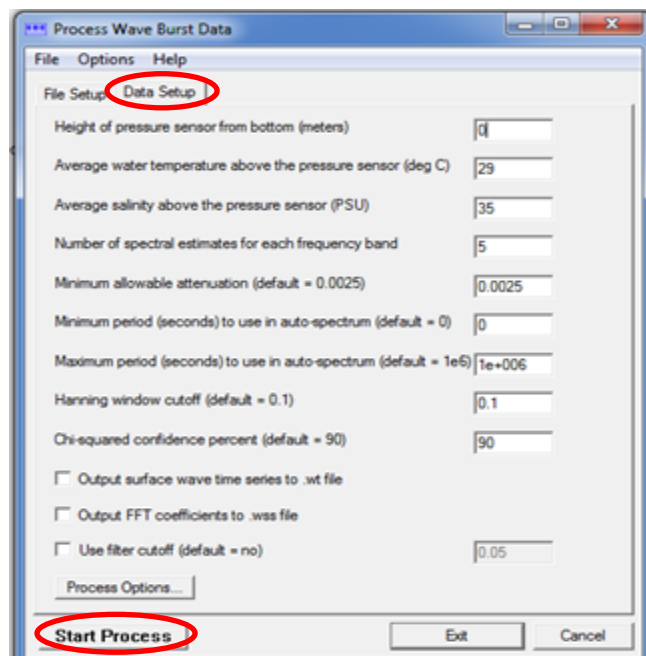 Process Wave Burst Data
File Options Help
File Setup Data Setup
Height of pressure sensor from bottom (meters) 0
Average water temperature above the pressure sensor (deg C) 29
Average salinity above the pressure sensor (PSU) 35
Number of spectral estimates for each frequency band 5
Minimum allowable attenuation (default = 0.0025) 0.0025
Minimum period (seconds) to use in auto-spectrum (default = 0) 0
Maximum period (seconds) to use in auto-spectrum (default = 1e6) 1e+006
Hanning window cutoff (default = 0.1) 0.1
Chi-squared confidence percent (default = 90) 90
Output surface wave time series to .wt file
Output FFT coefficients to .wss file
Use filter cutoff (default = no) 0.05
Process Options...
Start Process Exit Cancel